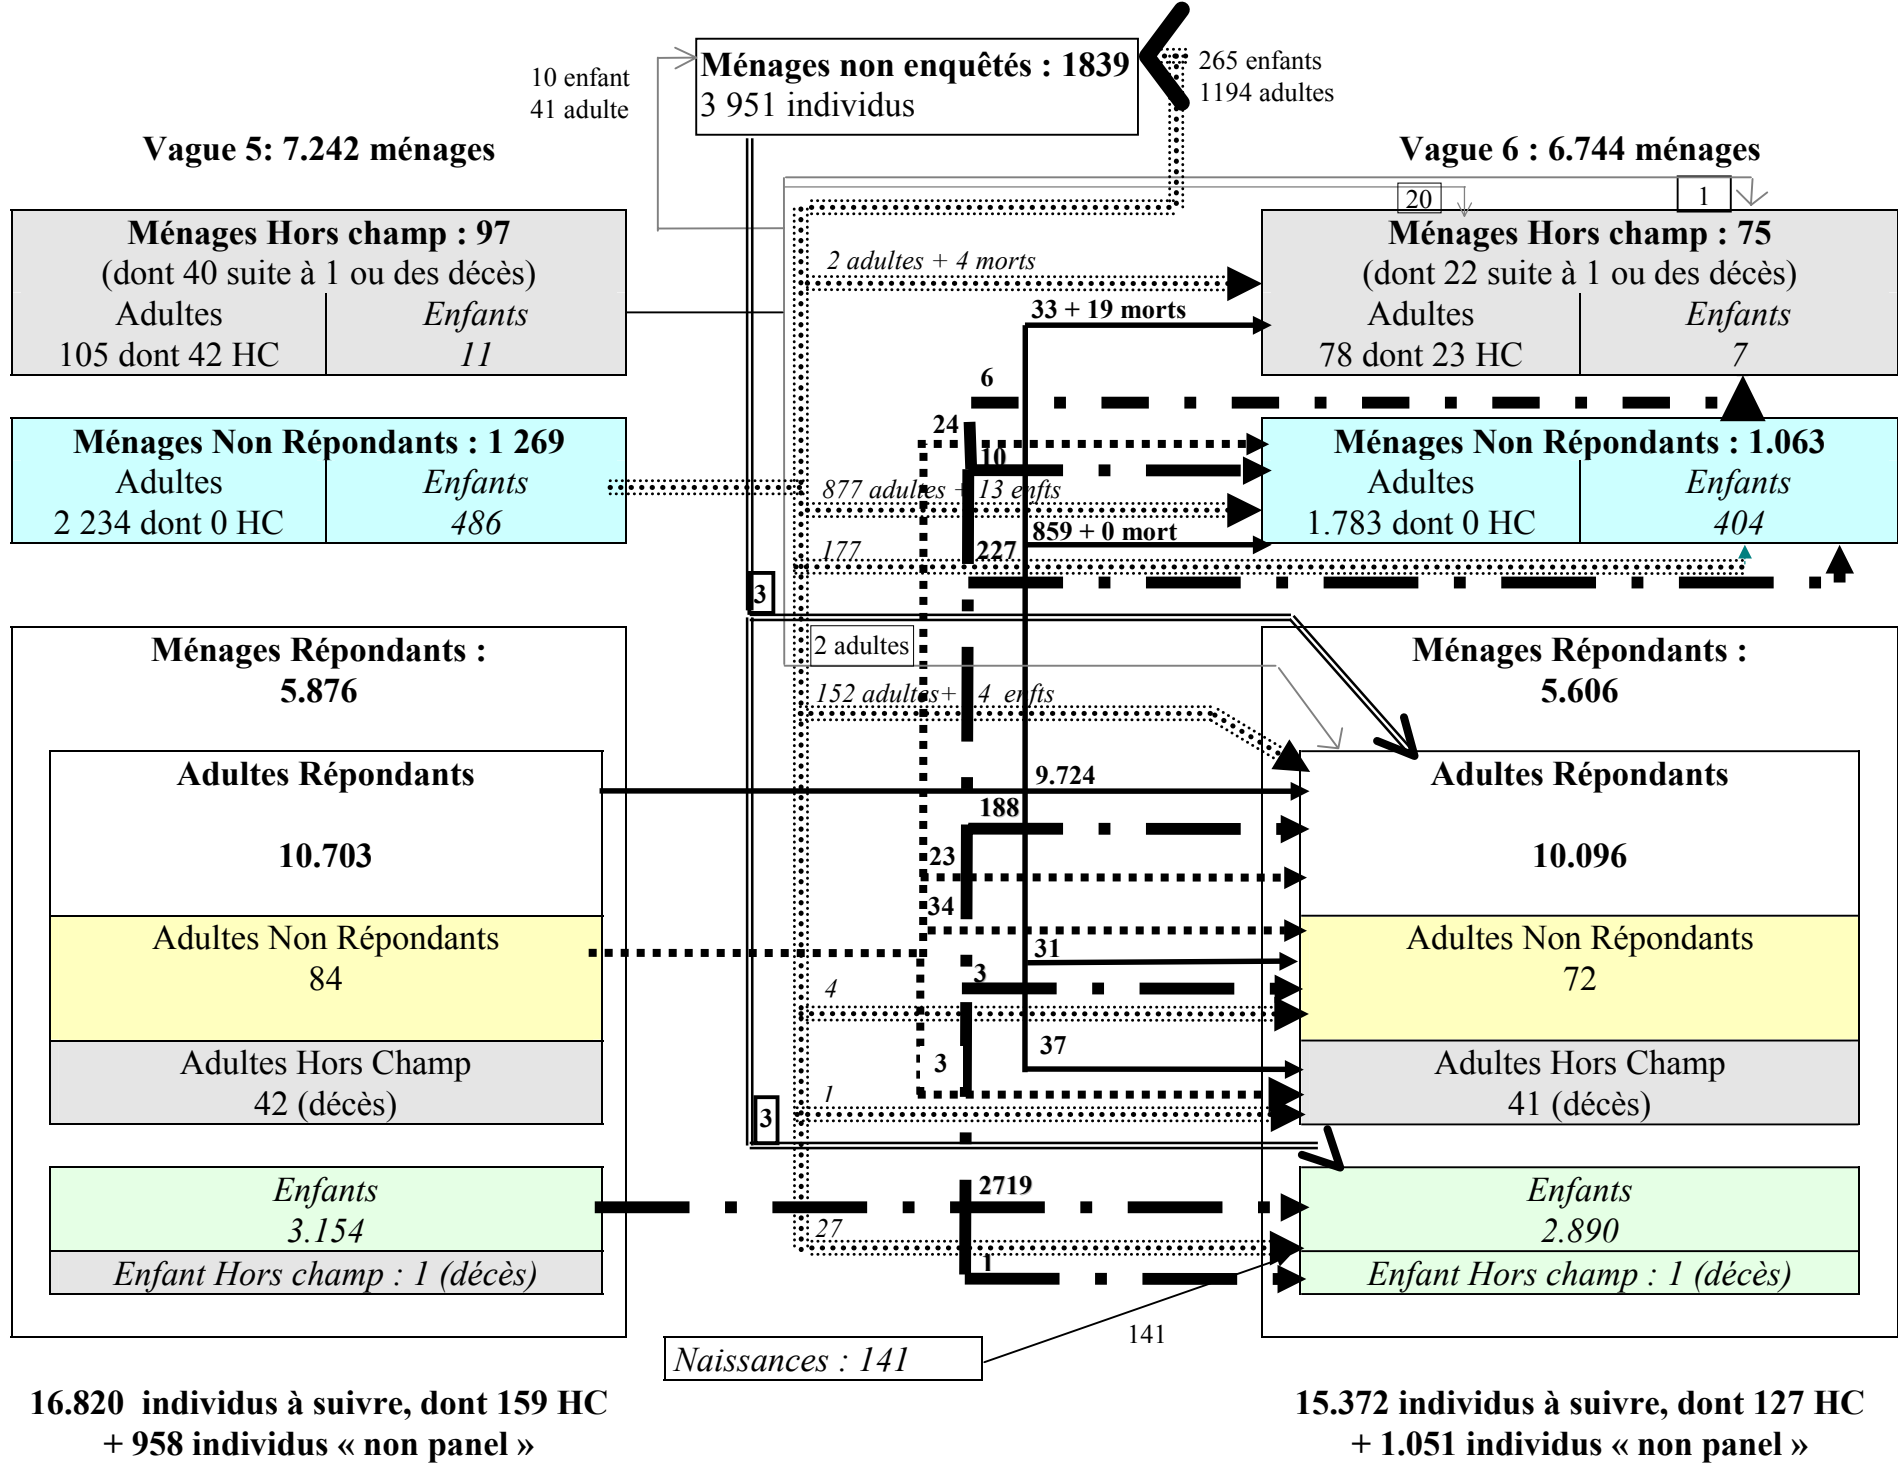 10 enfant
41 adulte
Ménages non enquêtés : 1839
3 951 individus
265 enfants
1194 adultes
Vague 5: 7.242 ménages
Vague 6 : 6.744 ménages
Ménages Hors champ : 97
(dont 40 suite à 1 ou des décès)
Adultes
105 dont 42 HC
Enfants
11
Ménages Non Répondants : 1 269
Adultes
2 234 dont 0 HC
Enfants
486
Ménages Répondants :
5.876
Adultes Répondants
10.703
Adultes Non Répondants
84
Adultes Hors Champ
42 (décès)
Enfants
3.154
Enfant Hors champ : 1 (décès)
20
1
2 adultes + 4 morts
33 + 19 morts
6
24
10
877 adultes + 13 enfts
859 + 0 mort
177
227
3
2 adultes
152 adultes+ 4 enfts
9.724
188
23
34
31
3
4
37
3
1
3
2719
27
1
141
Naissances : 141
Ménages Hors champ : 75
(dont 22 suite à 1 ou des décès)
Adultes
78 dont 23 HC
Enfants
7
Ménages Non Répondants : 1.063
Adultes
1.783 dont 0 HC
Enfants
404
Ménages Répondants :
5.606
Adultes Répondants
10.096
Adultes Non Répondants
72
Adultes Hors Champ
41 (décès)
Enfants
2.890
Enfant Hors champ : 1 (décès)
16.820 individus à suivre, dont 159 HC
+ 958 individus « non panel »
15.372 individus à suivre, dont 127 HC
+ 1.051 individus « non panel »